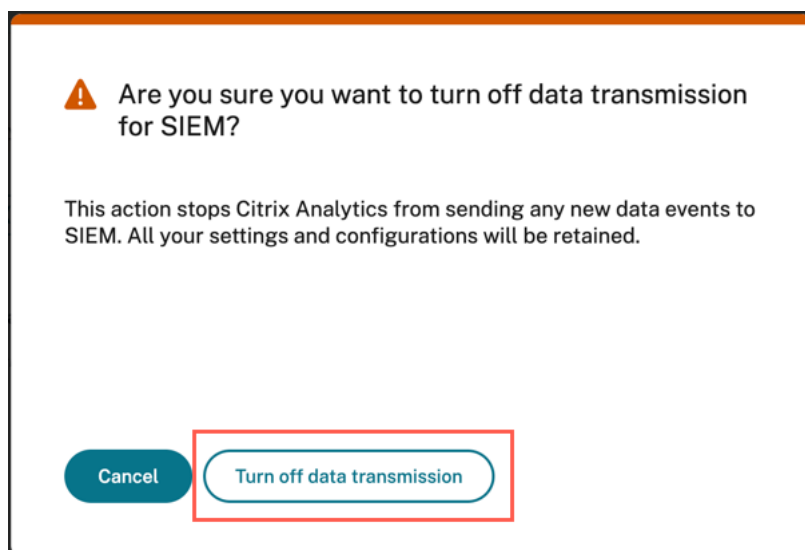 Are you sure you want to turn off data transmission
for SIEM?
This action stops Citrix Analytics from sending any new data events to
SIEM. All your settings and configurations will be retained.
Cancel
Turn off data transmission